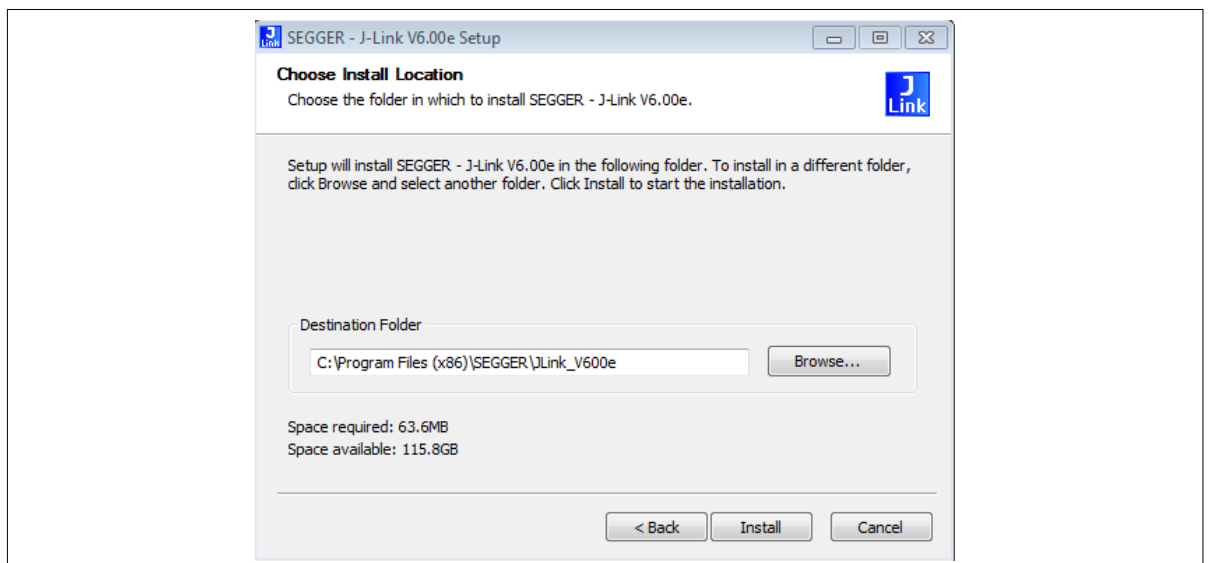 J
Link
SEGGER - J-Link V6.00e Setup
Choose Install Location
Choose the folder in which to install SEGGER - J-Link V6.00e.
J
Link
Setup will install SEGGER - J-Link V6.00e in the following folder. To install in a different folder,
click Browse and select another folder. Click Install to start the installation.
Destination Folder
C:\Program Files (x86)\SEGGER\JLink_V600e
Browse...
Space required: 63.6MB
Space available: 115.8GB
< Back
Install
Cancel